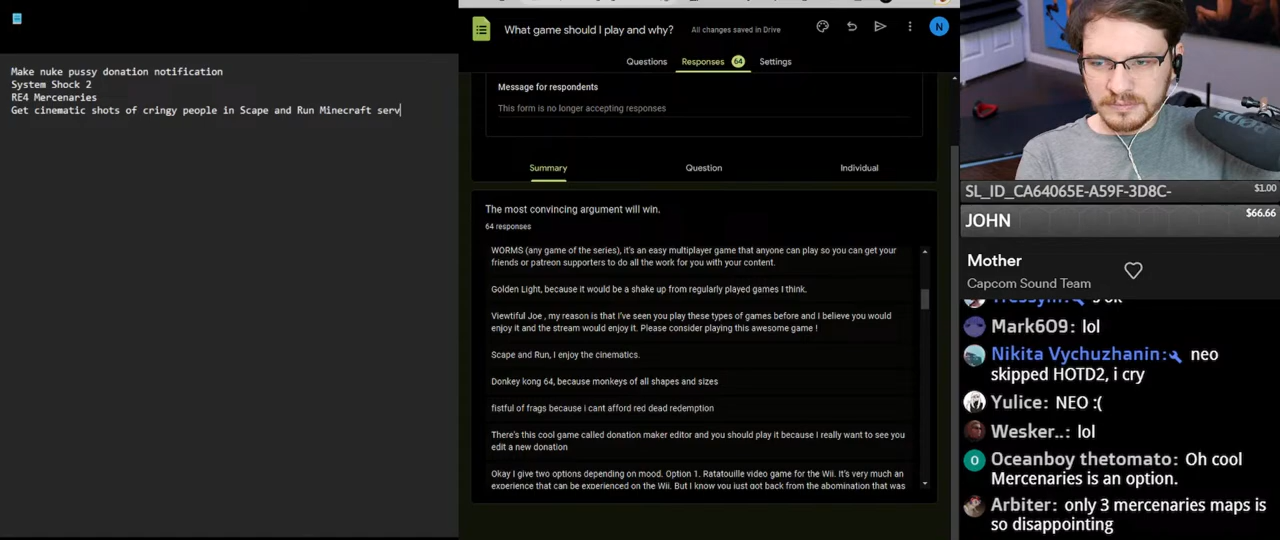 Make nuke pussy donation notification
System Shock 2
RE4 Mercenaries
Get cinematic shots of cringy people in Scape and Run Minecraft serv
What game should I play and why?
All changes saved in Drive
N
Questions
Responses 64
Settings
Message for respondents
This form is no longer accepting responses
Summary
Question
Individual
The most convincing argument will win.
64 responses
WORMS (any game of the series), it's an easy multiplayer game that anyone can play so you can get your
friends or patreon supporters to do all the work for you with your content.
Golden Light, because it would be a shake up from regularly played games I think.
Viewtiful Joe , my reason is that I've seen you play these types of games before and I believe you would
enjoy it and the stream would enjoy it. Please consider playing this awesome game !
Scape and Run, I enjoy the cinematics.
Donkey kong 64, because monkeys of all shapes and sizes
fistful of frags because i cant afford red dead redemption
There's this cool game called donation maker editor and you should play it because I really want to see you
edit a new donation
Okay I give two options depending on mood. Option 1. Ratatouille video game for the Wii. It's very much an
experience that can be experienced on the Wii. But I know you just got back from the abomination that was
RODE
SL_ID_CA64065E-A59F-3D8C-
$1.00
JOHN
$66.66
Mother
Capcom Sound Team
Mark6O9: lol
Nikita Vychuzhanin: neo
skipped HOTD2, i cry
Yulice: NEO :(
Wesker..: lol
O
Oceanboy thetomato: Oh cool
Mercenaries is an option.
Arbiter: only 3 mercenaries maps is
so disappointing